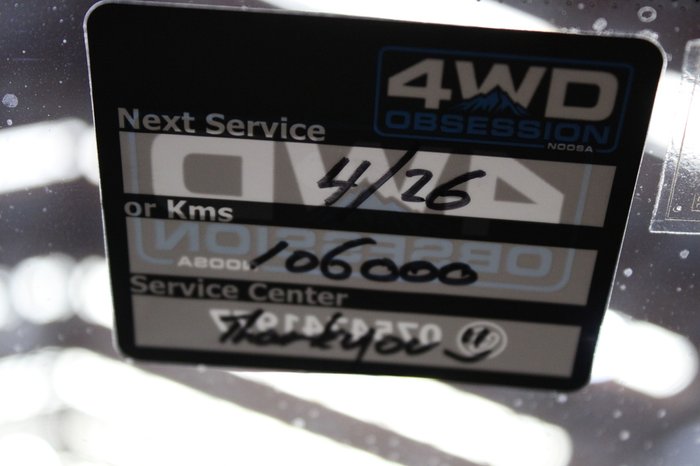 4WD
OBSESSION
NOOSA
Next Service
4/26
or Kms
106000
Service Center
Thankyou